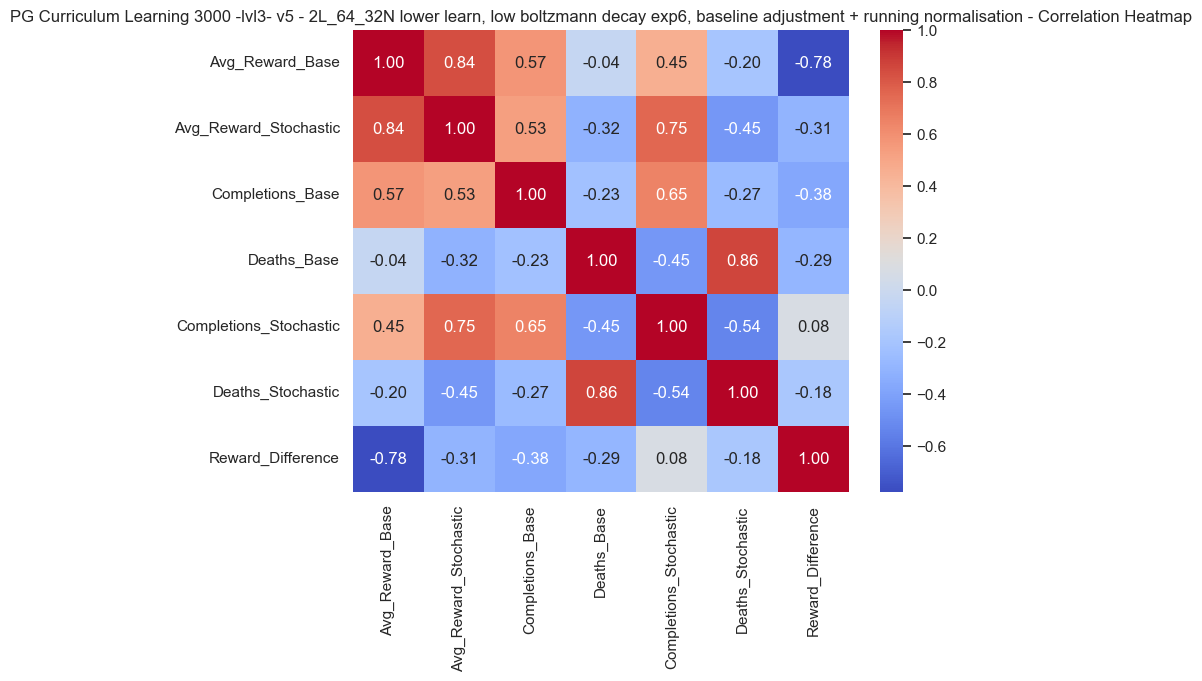 PG Curriculum Learning 3000 -lvl3- v5 - 2L_64_32N lower learn, low boltzmann decay exp6, baseline adjustment + running normalisation - Correlation Heatmap
Avg_Reward_Base 1.00 0.84 0.57 -0.04 0.45 -0.20 -0.78
Avg_Reward_Stochastic 0.84 1.00 0.53 -0.32 0.75 -0.45 -0.31
Completions_Base 0.57 0.53 1.00 -0.23 0.65 -0.27 -0.38
Deaths_Base -0.04 -0.32 -0.23 1.00 -0.45 0.86 -0.29
Completions_Stochastic 0.45 0.75 0.65 -0.45 1.00 -0.54 0.08
Deaths_Stochastic -0.20 -0.45 -0.27 0.86 -0.54 1.00 -0.18
Reward_Difference -0.78 -0.31 -0.38 -0.29 0.08 -0.18 1.00
Avg_Reward_Base
Avg_Reward_Stochastic
Completions_Base
Deaths_Base
Completions_Stochastic
Deaths_Stochastic
Reward_Difference
1.0
0.8
0.6
0.4
0.2
0.0
-0.2
-0.4
-0.6